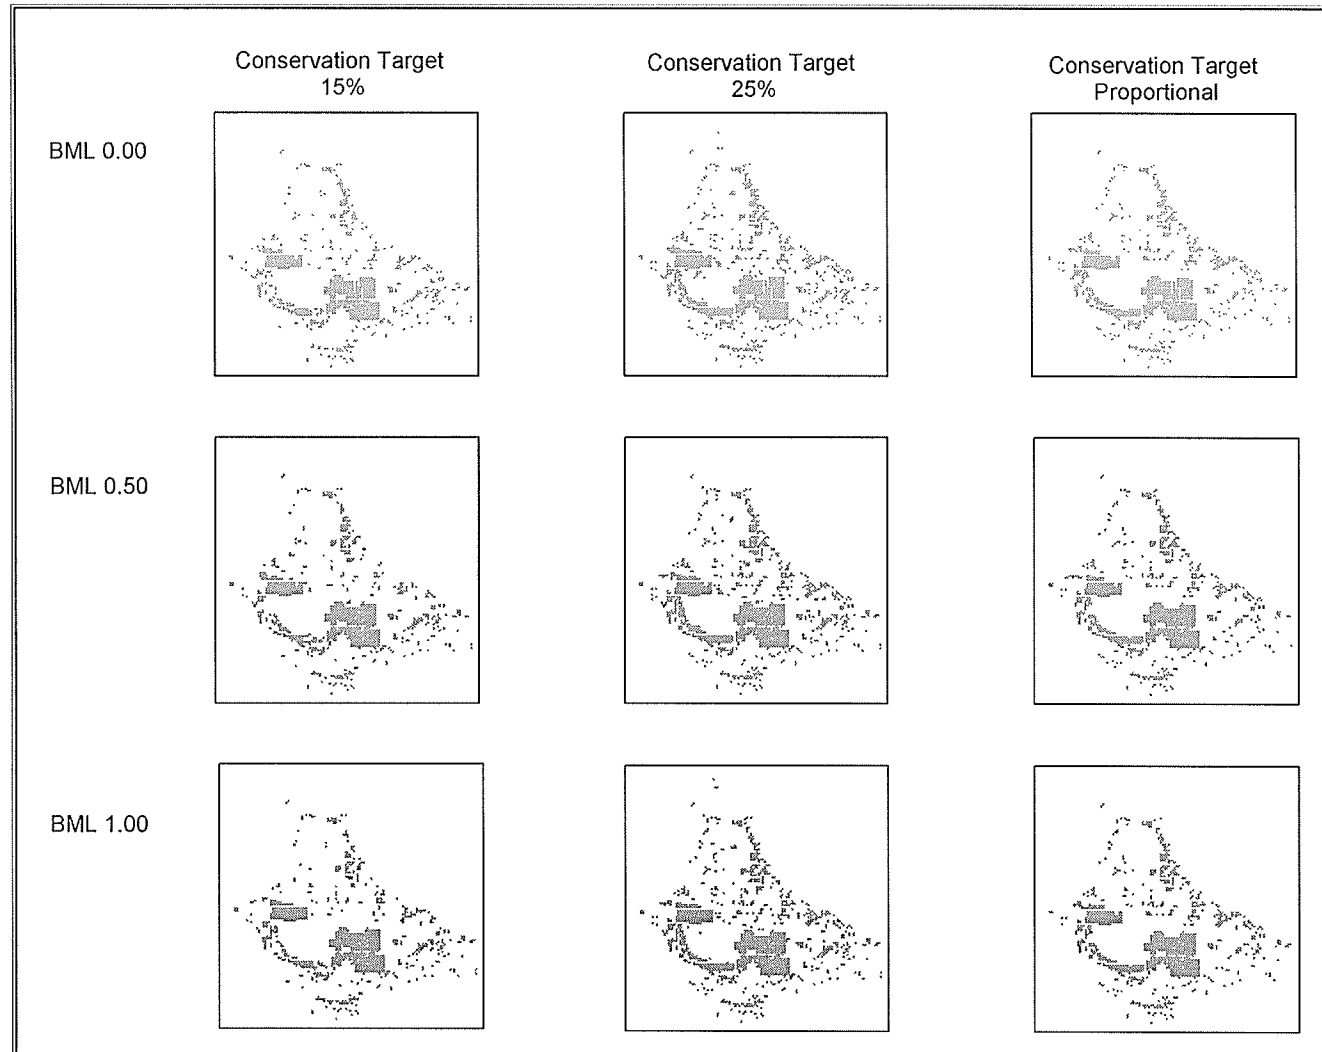 Conservation Target
15%
Conservation Target
25%
Conservation Target
Proportional
BML 0.00
BML 0.50
BML 1.00